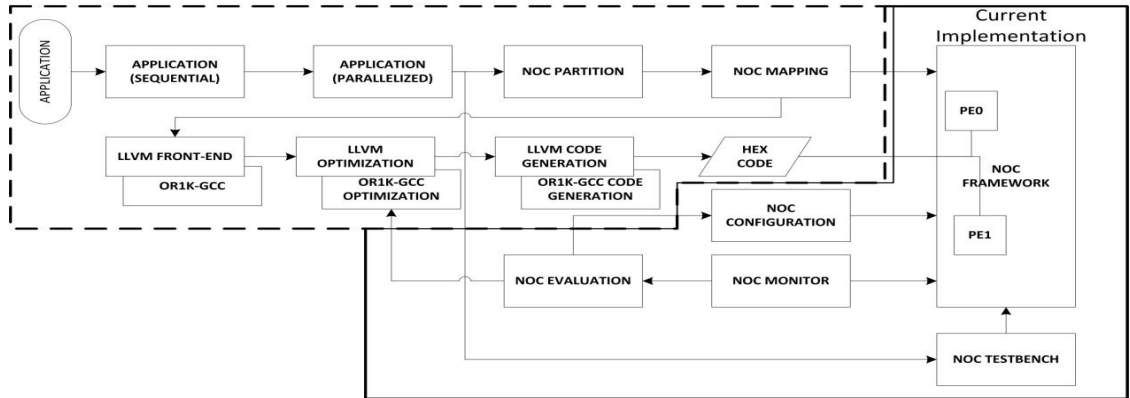 Current
Implementation
APPLICATION
APPLICATION
(SEQUENTIAL)
APPLICATION
(PARALLELIZED)
NOC PARTITION
NOC MAPPING
PE0
LLVM FRONT-END
OR1K-GCC
LLVM
OPTIMIZATION
OR1K-GCC
OPTIMIZATION
LLVM CODE
GENERATION
OR1K-GCC CODE
GENERATION
HEX
CODE
NOC
FRAMEWORK
NOC
CONFIGURATION
PE1
NOC EVALUATION
NOC MONITOR
NOC TESTBENCH